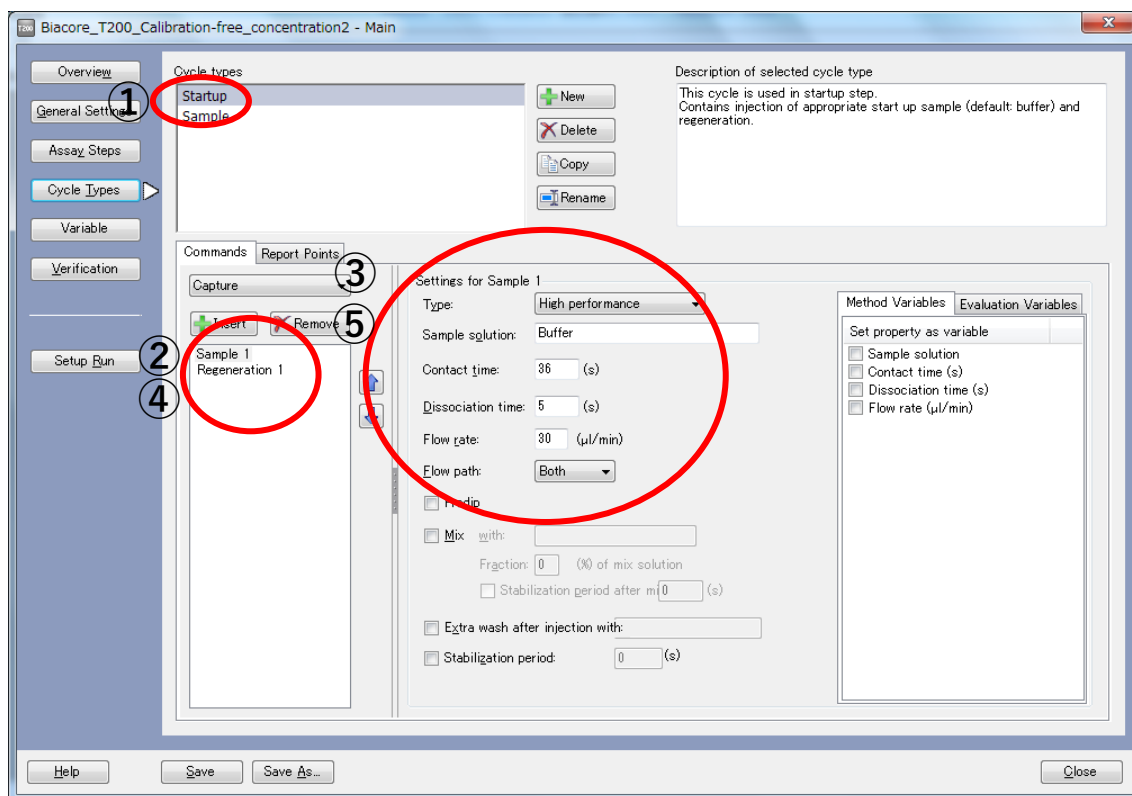 T200 Biacore_T200_Calibration-free_concentration2 - Main
Overview
General Settings
Assay Steps
Cycle Types
Variable
Verification
Setup Run
①
②
③
④
⑤
Cycle types
Startup
Sample
New
Delete
Copy
Rename
Description of selected cycle type
This cycle is used in startup step.
Contains injection of appropriate start up sample (default: buffer) and
regeneration.
Commands Report Points
Capture
Insert Remove
Sample 1
Regeneration 1
Settings for Sample 1
Type: High performance
Sample solution: Buffer
Contact time: 36 (s)
Dissociation time: 5 (s)
Flow rate: 30 (μl/min)
Flow path: Both
Predip
Mix with:
Fraction: 0 (%) of mix solution
Stabilization period after mi 0 (s)
Extra wash after injection with:
Stabilization period: 0 (s)
Method Variables Evaluation Variables
Set property as variable
Sample solution
Contact time (s)
Dissociation time (s)
Flow rate (μl/min)
Help Save Save As... Close